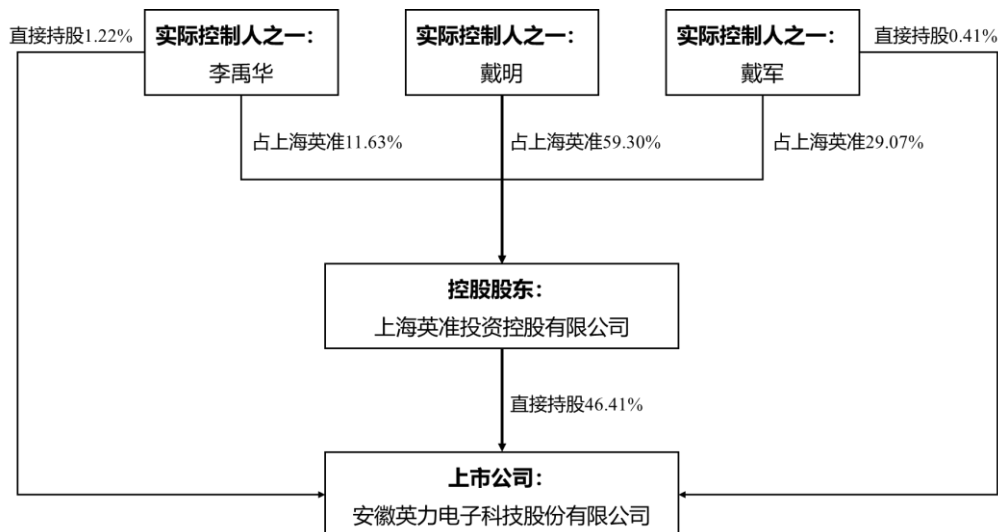 直接持股1.22%
实际控制人之一：
李禹华
实际控制人之一：
戴明
实际控制人之一：
戴军
直接持股0.41%
占上海英准11.63%
占上海英准59.30%
占上海英准29.07%
控股股东：
上海英准投资控股有限公司
直接持股46.41%
上市公司：
安徽英力电子科技股份有限公司